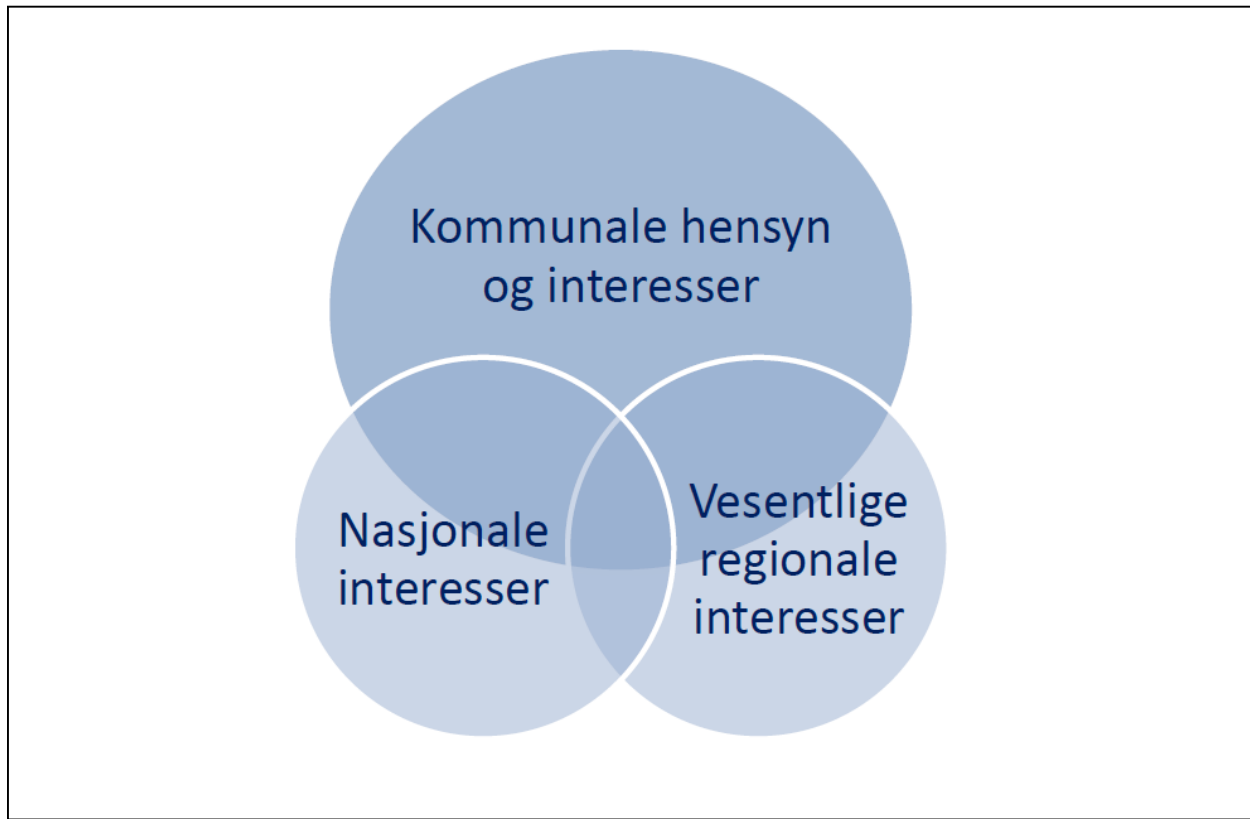 Kommunale hensyn
og interesser
Nasjonale
interesser
Vesentlige
regionale
interesser